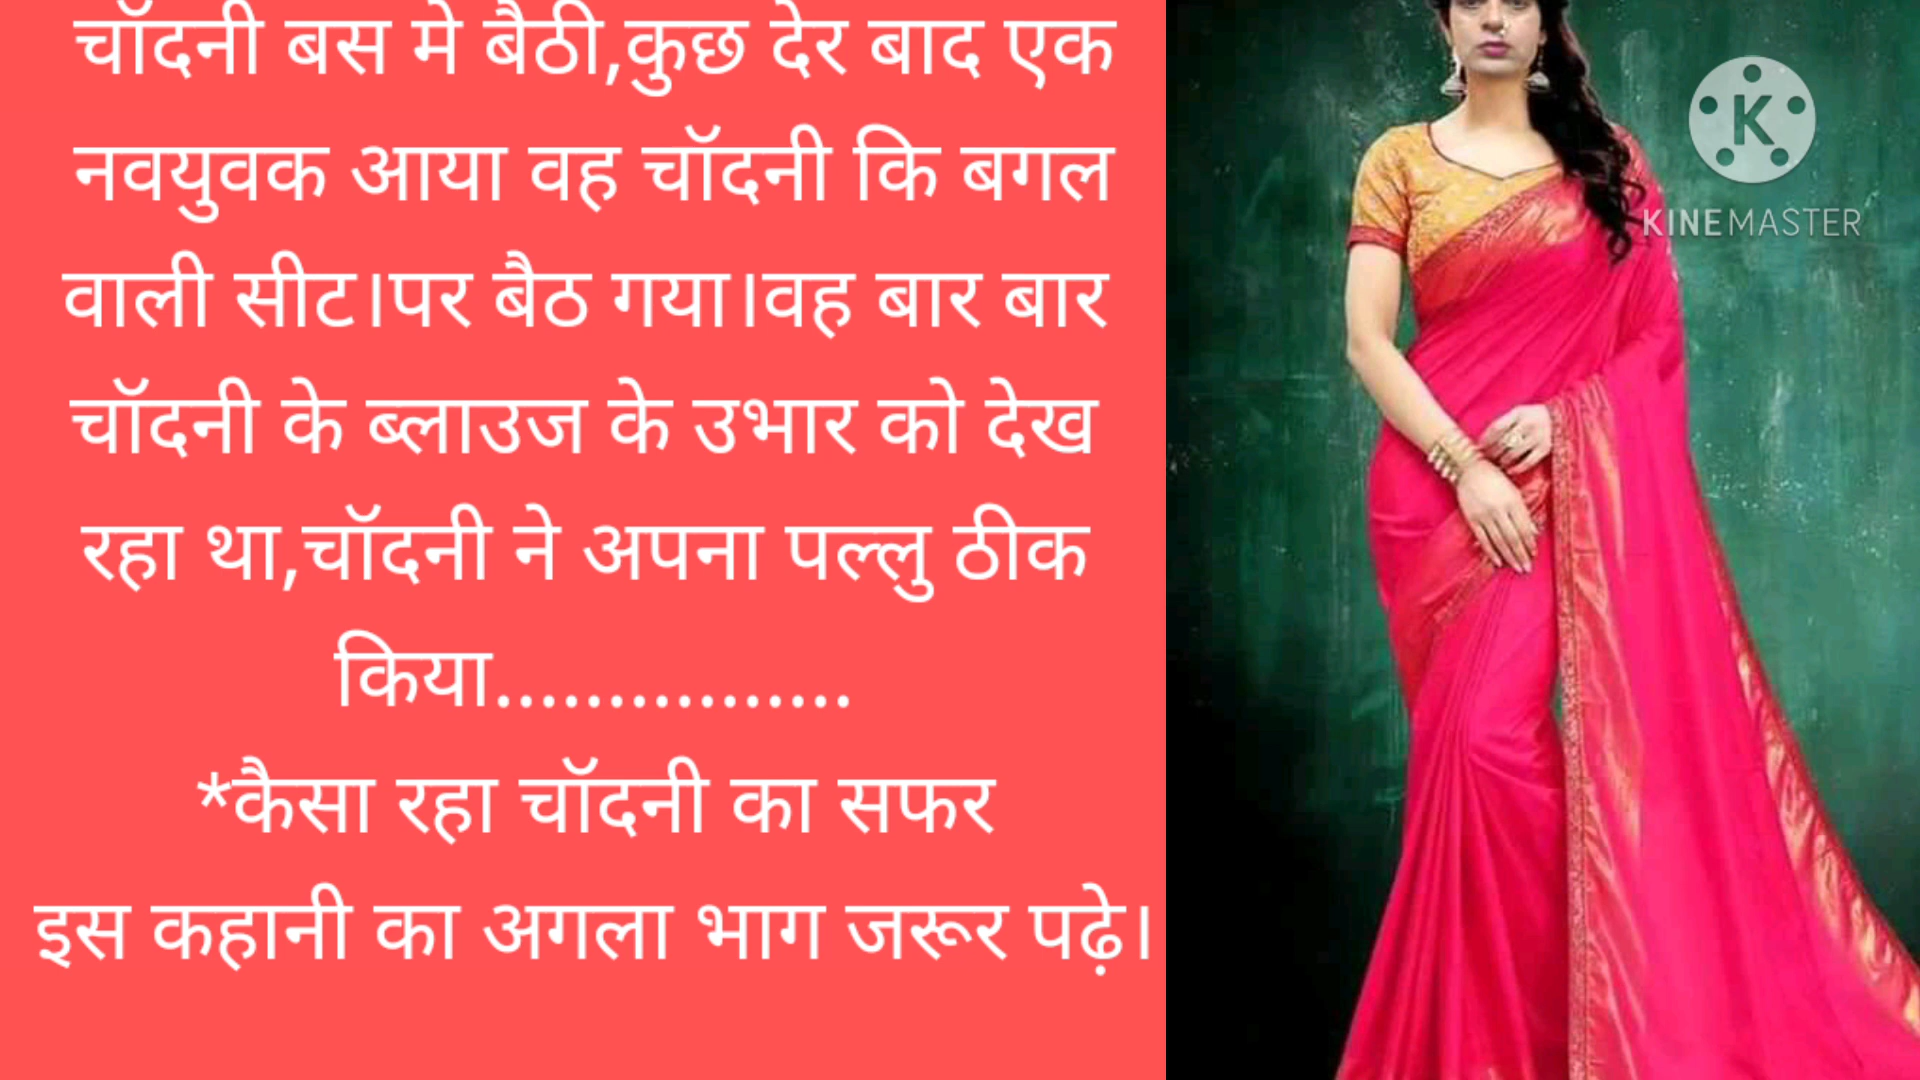 चॉदनी बस मे बैठी,कुछ देर बाद एक
नवयुवक आया वह चॉदनी कि बगल
वाली सीट।पर बैठ गया।वह बार बार
चॉदनी के ब्लाउज के उभार को देख
रहा था,चॉदनी ने अपना पल्लु ठीक
किया................
*कैसा रहा चॉदनी का सफर
इस कहानी का अगला भाग जरूर पढ़े।
K
KINEMASTER